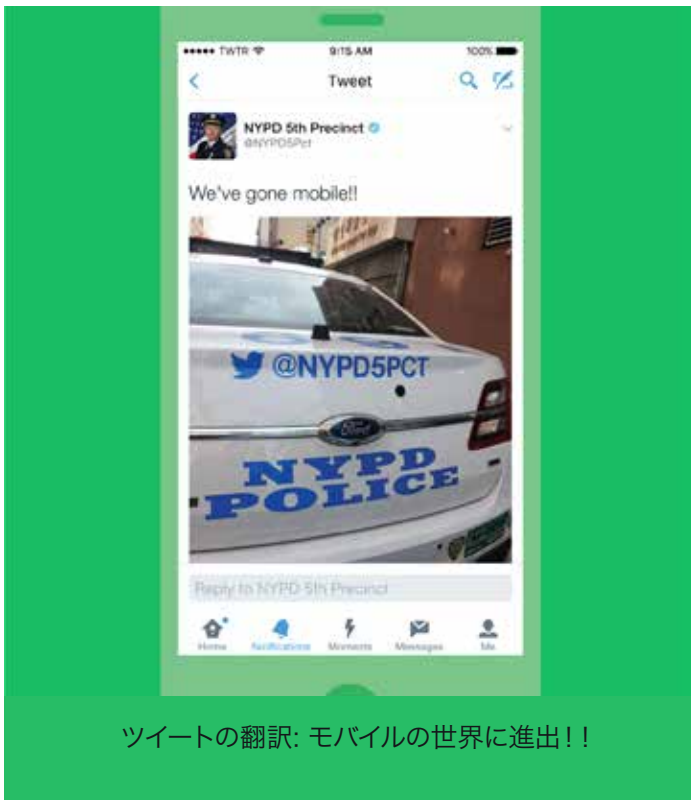 TWTR
9:15 AM
100%
Tweet
NYPD 5th Precinct
@NYPD5Pct
We've gone mobile!!
@NYPD5PCT
Ford
NYPD
POLICE
Reply to NYPD 5th Precinct
Home
Notifications
Moments
Messages
Me
ツイートの翻訳: モバイルの世界に進出!!